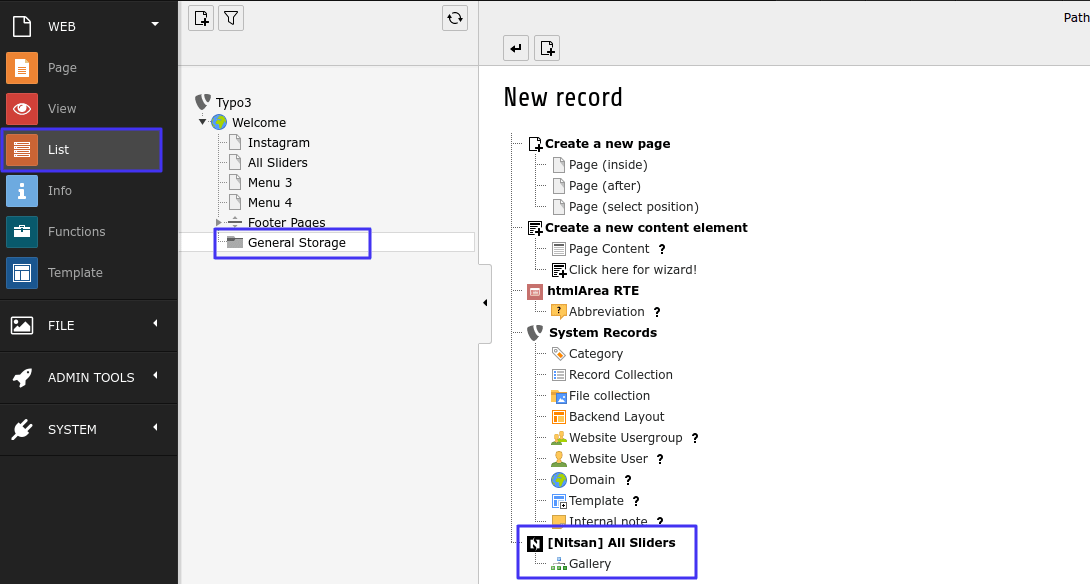 WEB
Page
View
List
Info
Functions
Template
FILE
ADMIN TOOLS
SYSTEM
Typo3
Welcome
Instagram
All Sliders
Menu 3
Menu 4
Footer Pages
General Storage
Path
New record
Create a new page
Page (inside)
Page (after)
Page (select position)
Create a new content element
Page Content ?
Click here for wizard!
htmlArea RTE
Abbreviation ?
System Records
Category
Record Collection
File collection
Backend Layout
Website Usergroup ?
Website User ?
Domain ?
Template ?
Internal note ?
[Nitsan] All Sliders
Gallery